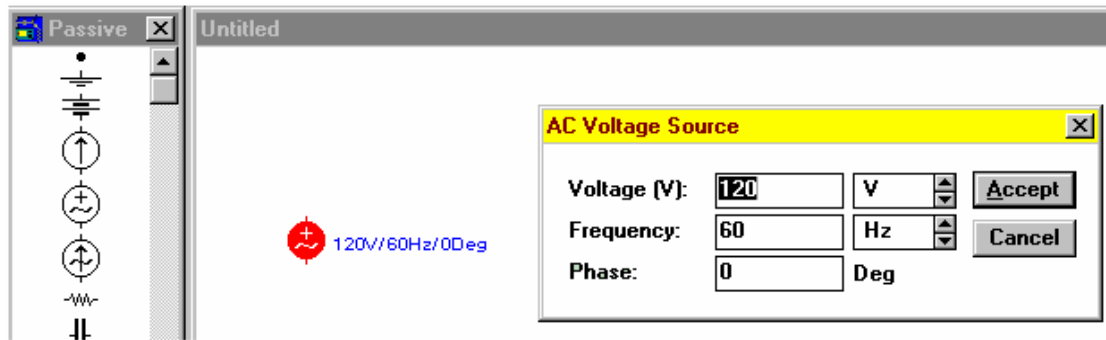 Passive
Untitled
AC Voltage Source
Voltage (V): 120 V Accept
120V/60Hz/0Deg
Frequency: 60 Hz Cancel
Phase: 0 Deg